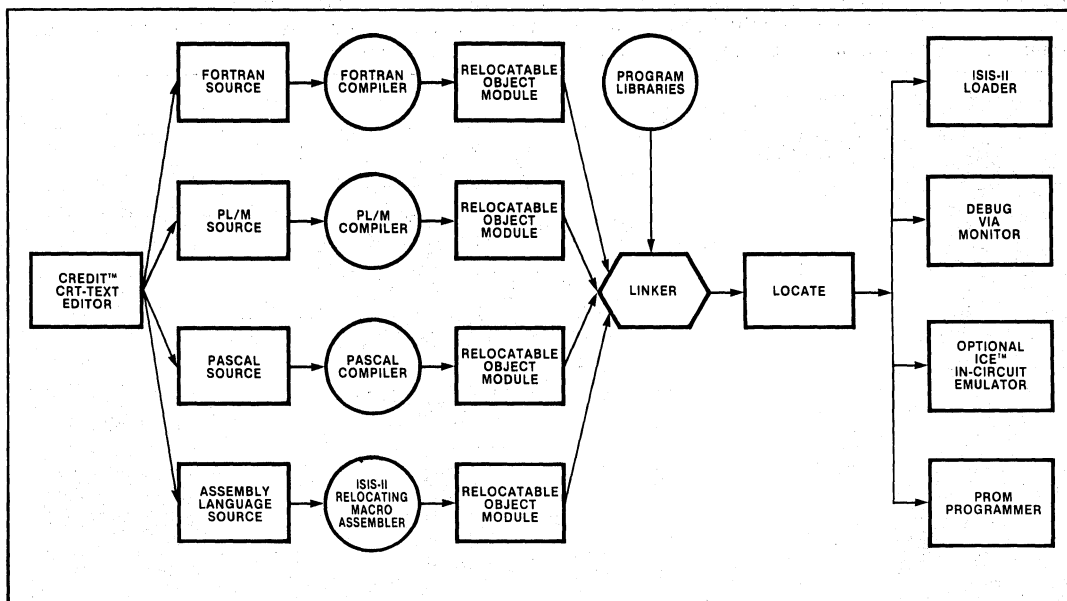 FORTRAN
SOURCE
FORTRAN
COMPILER
RELOCATABLE
OBJECT
MODULE
PROGRAM
LIBRARIES
ISIS-II
LOADER
PL/M
SOURCE
PL/M
COMPILER
RELOCATABLE
OBJECT
MODULE
DEBUG
VIA
MONITOR
CREDIT™
CRT-TEXT
EDITOR
LINKER
LOCATE
PASCAL
SOURCE
PASCAL
COMPILER
RELOCATABLE
OBJECT
MODULE
OPTIONAL
ICE™
IN-CIRCUIT
EMULATOR
ASSEMBLY
LANGUAGE
SOURCE
ISIS-II
RELOCATING
MACRO
ASSEMBLER
RELOCATABLE
OBJECT
MODULE
PROM
PROGRAMMER